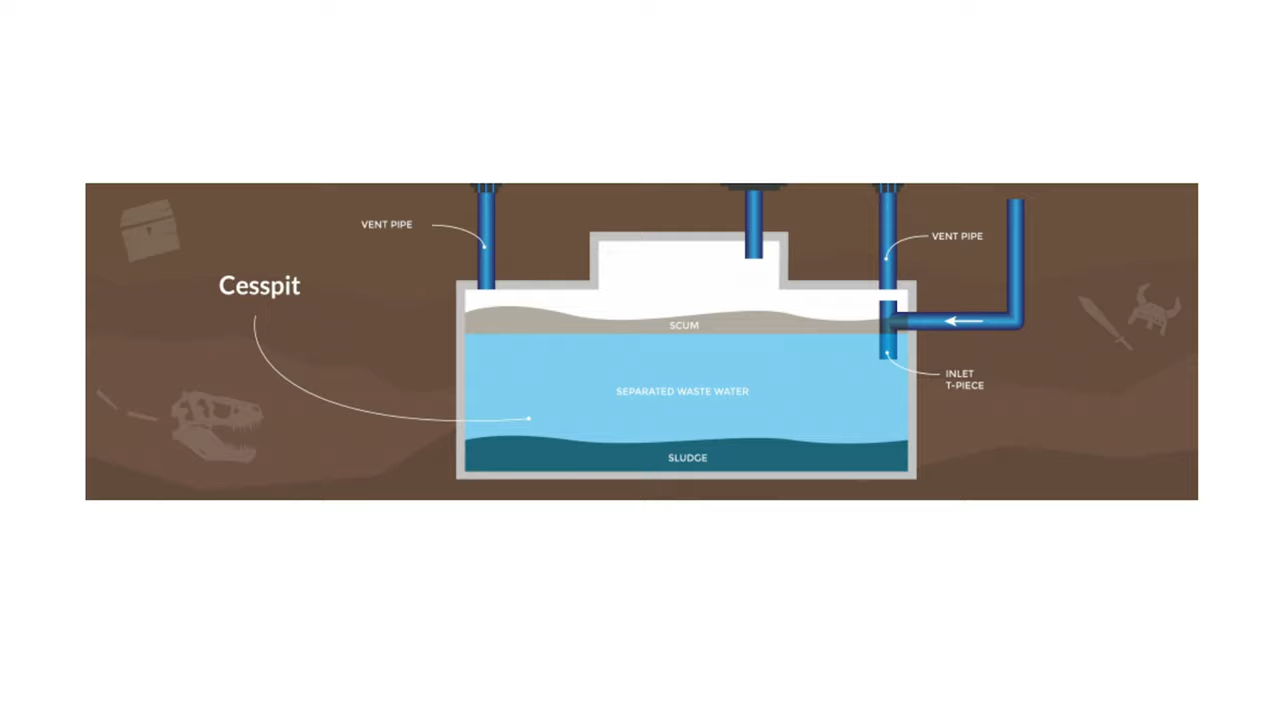 VENT PIPE
VENT PIPE
Cesspit
SCUM
INLET
T-PIECE
SEPARATED WASTE WATER
SLUDGE